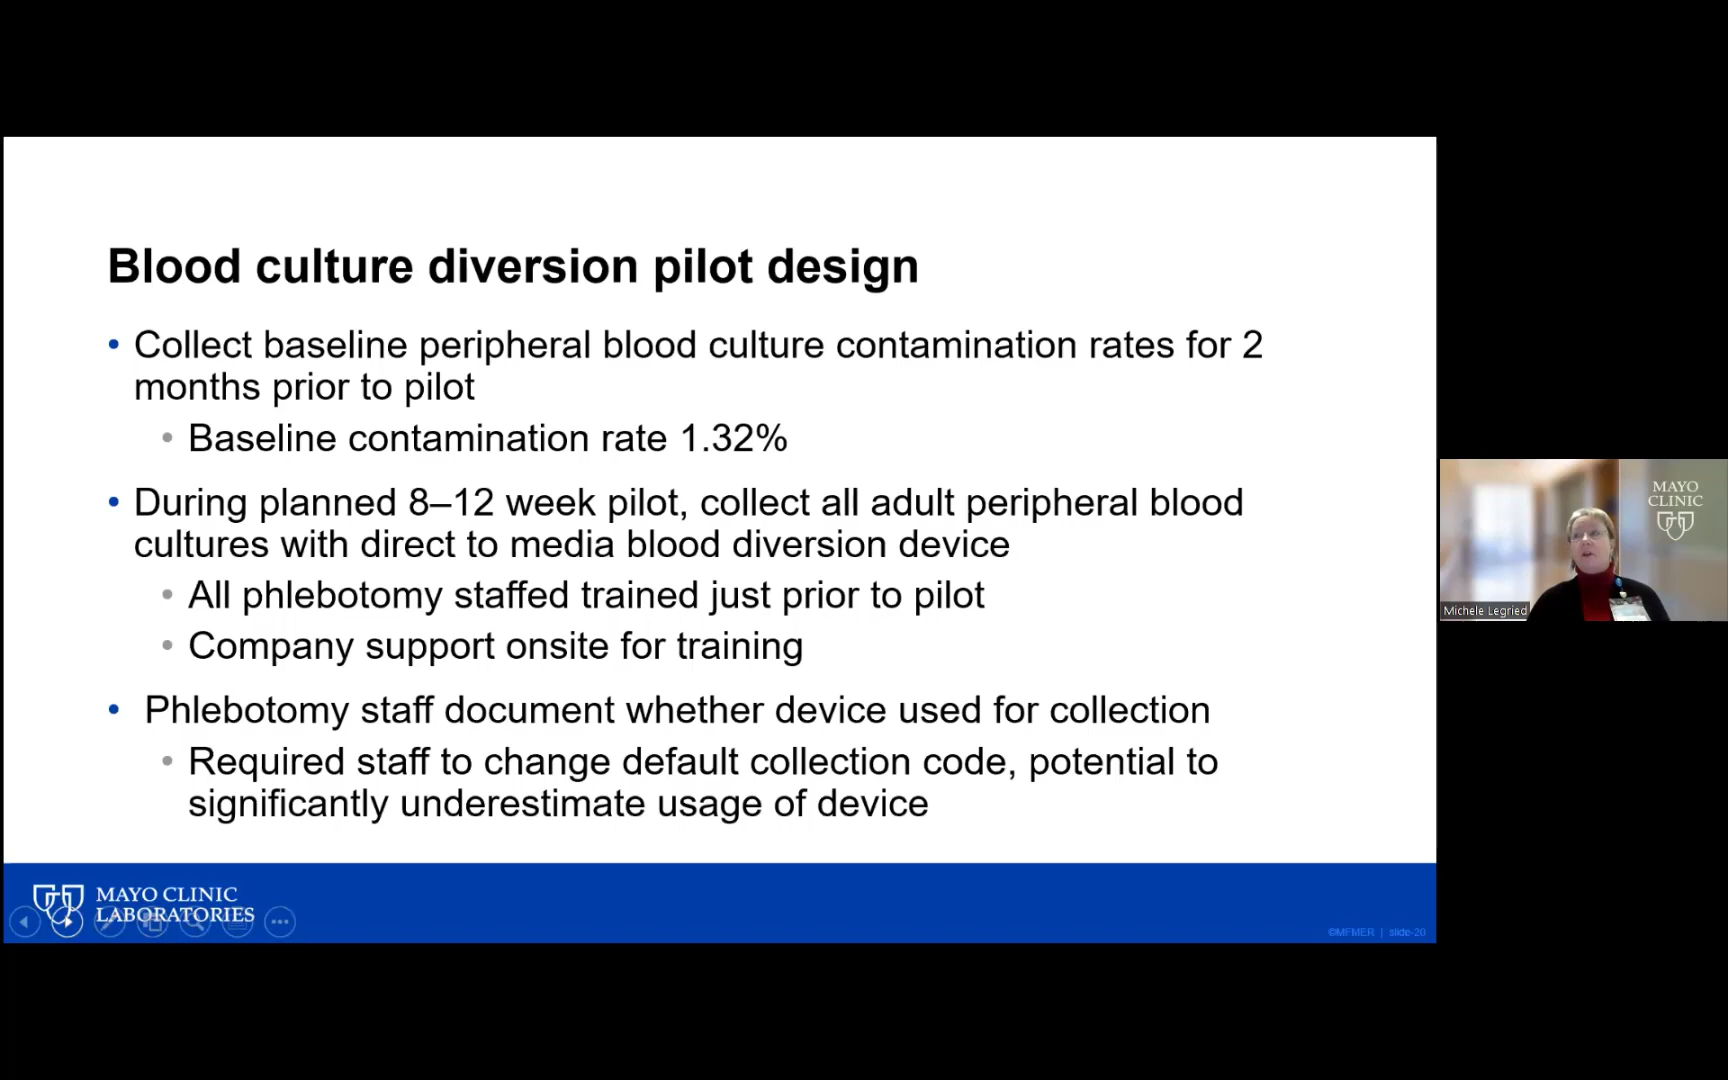 Blood culture diversion pilot design
• Collect baseline peripheral blood culture contamination rates for 2
months prior to pilot
• Baseline contamination rate 1.32%
• During planned 8–12 week pilot, collect all adult peripheral blood
cultures with direct to media blood diversion device
• All phlebotomy staffed trained just prior to pilot
• Company support onsite for training
• Phlebotomy staff document whether device used for collection
• Required staff to change default collection code, potential to
significantly underestimate usage of device
MAYO CLINIC
LABORATORIES
©MFMER | slide-20
MAYO
CLINIC
Michele Legried